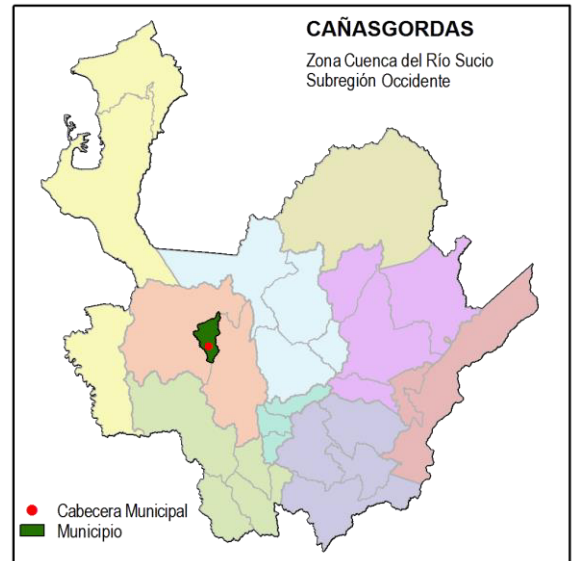 CAÑASGORDAS
Zona Cuenca del Río Sucio
Subregión Occidente
Cabecera Municipal
Municipio